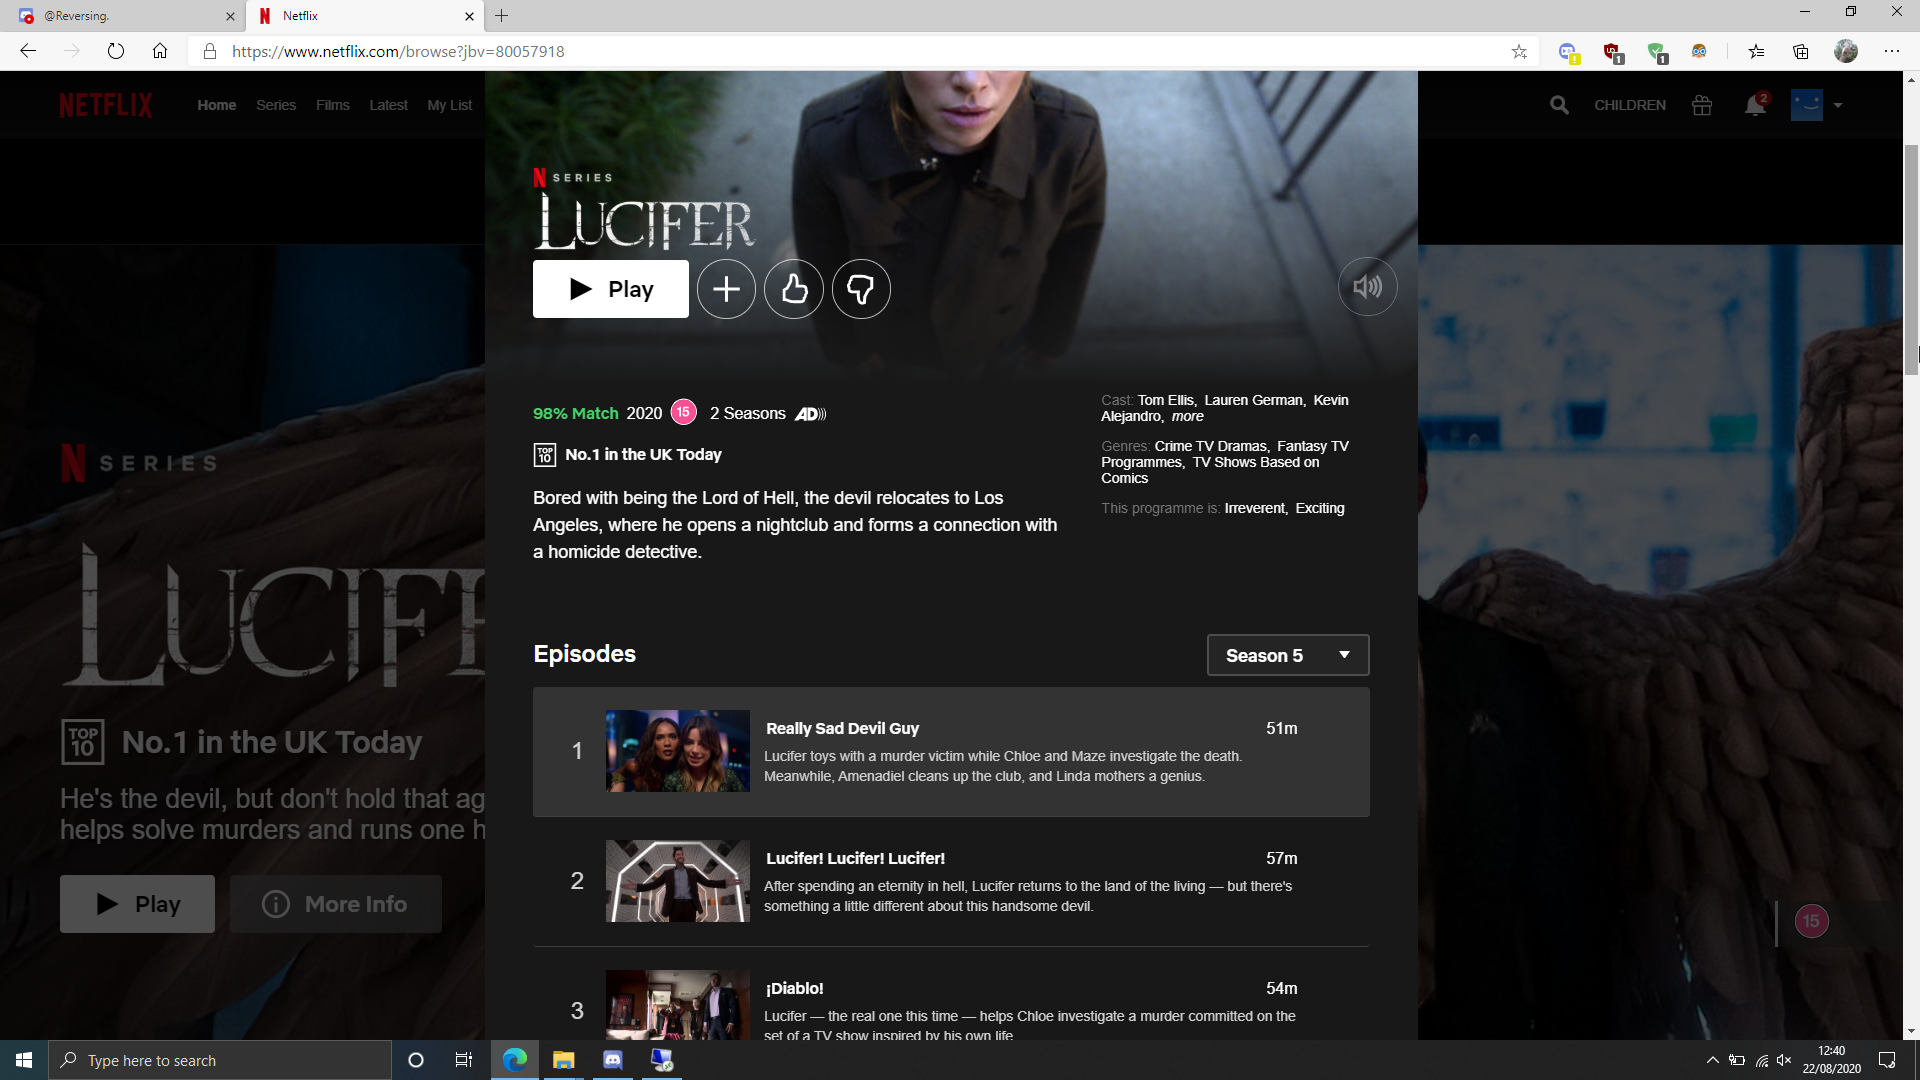 @Reversing.
Netflix
https://www.netflix.com/browse?jbv=80057918
1
1
NETFLIX
Home
Series
Films
Latest
My List
CHILDREN
2
N SERIES
LUCIFER
Play
98% Match 2020 15 2 Seasons AD)))
TOP 10 No.1 in the UK Today
Bored with being the Lord of Hell, the devil relocates to Los
Angeles, where he opens a nightclub and forms a connection with
a homicide detective.
Cast: Tom Ellis, Lauren German, Kevin
Alejandro, more
Genres: Crime TV Dramas, Fantasy TV
Programmes, TV Shows Based on
Comics
This programme is: Irreverent, Exciting
Episodes
Season 5
1
Really Sad Devil Guy
51m
Lucifer toys with a murder victim while Chloe and Maze investigate the death.
Meanwhile, Amenadiel cleans up the club, and Linda mothers a genius.
2
Lucifer! Lucifer! Lucifer!
57m
After spending an eternity in hell, Lucifer returns to the land of the living — but there's
something a little different about this handsome devil.
3
¡Diablo!
54m
Lucifer — the real one this time — helps Chloe investigate a murder committed on the
set of a TV show inspired by his own life
N SERIES
LUCIF
TOP 10 No.1 in the UK Today
He's the devil, but don't hold that ag
helps solve murders and runs one h
Play
More Info
15
Type here to search
12:40
22/08/2020